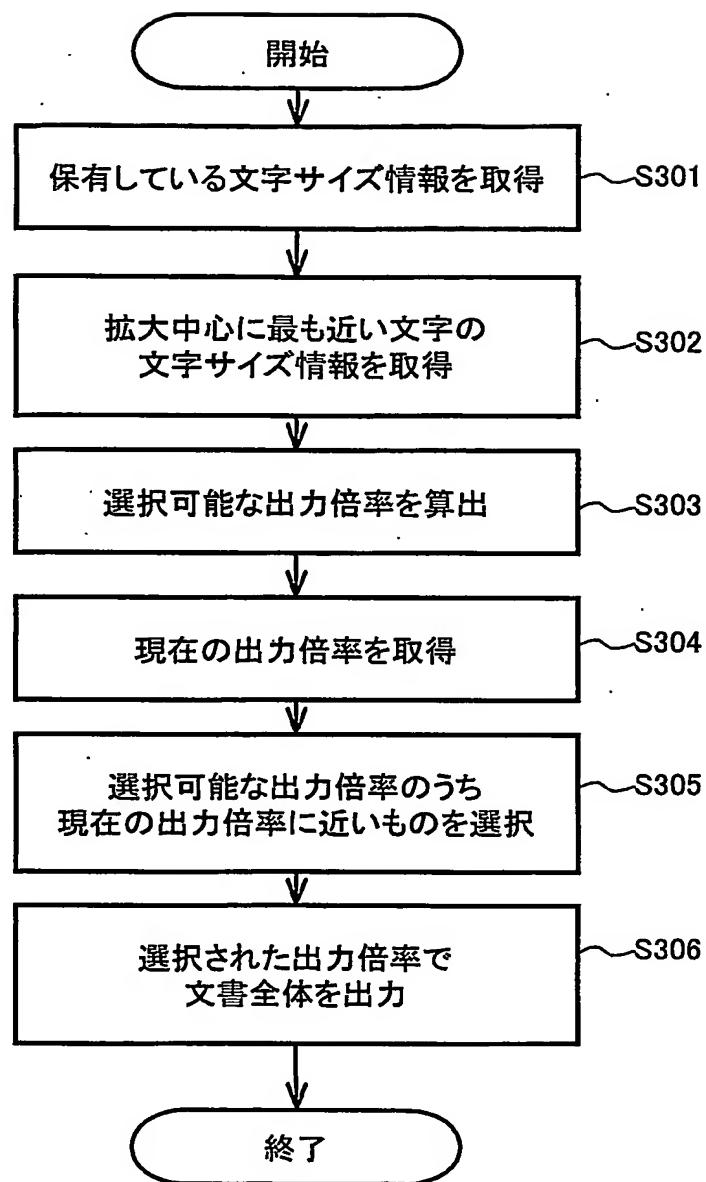 開始
保有している文字サイズ情報を取得
S301
拡大中心に最も近い文字の
文字サイズ情報を取得
S302
選択可能な出力倍率を算出
S303
現在の出力倍率を取得
S304
選択可能な出力倍率のうち
現在の出力倍率に近いものを選択
S305
選択された出力倍率で
文書全体を出力
S306
終了